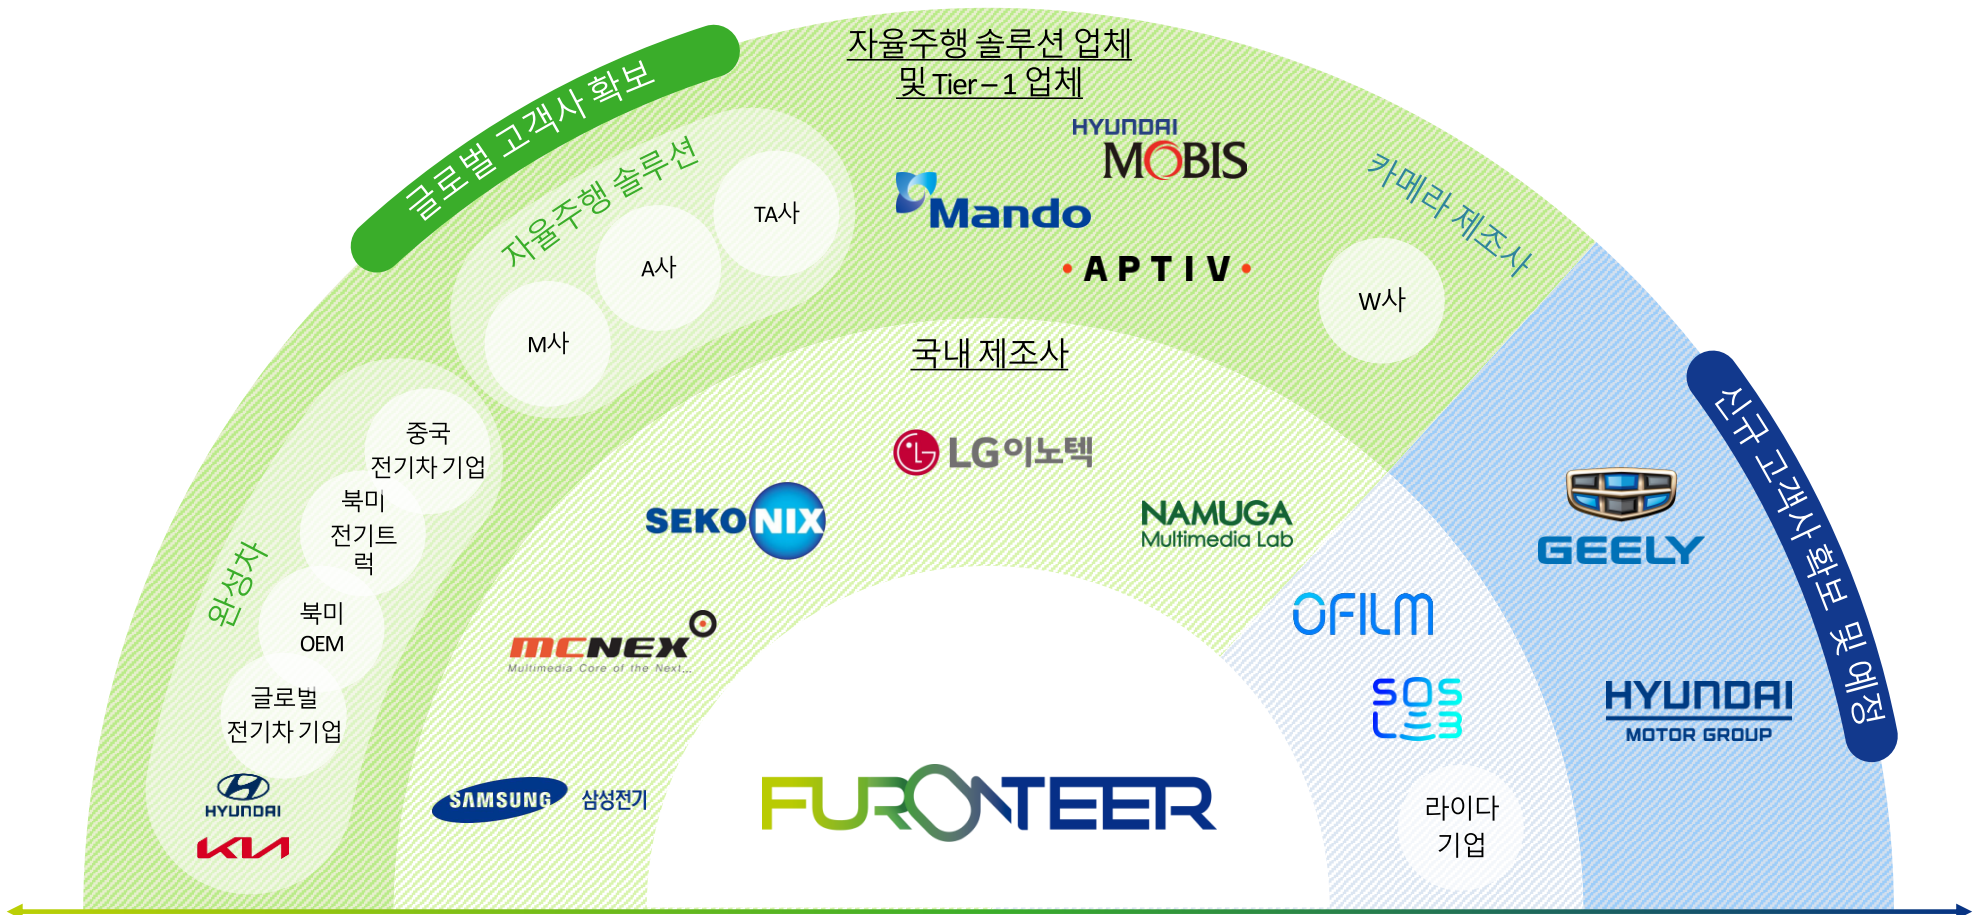 글로벌 고객사 확보
자율주행 솔루션 업체
및 Tier – 1 업체
HYUNDAI
MOBIS
Mando
• APTIV •
자율주행 솔루션
TA사
A사
M사
카메라 제조사
W사
완성차
중국
전기차 기업
북미
전기트
럭
북미
OEM
글로벌
전기차 기업
HYUNDAI
KIA
국내 제조사
LG이노텍
SEKONIX
NAMUGA
Multimedia Lab
MCNEX
Multimedia Core of the Next...
SAMSUNG 삼성전기
FURONTEER
신규 고객사 확보 및 예정
GEELY
HYUNDAI
MOTOR GROUP
OFILM
SOS
LAB
라이다
기업